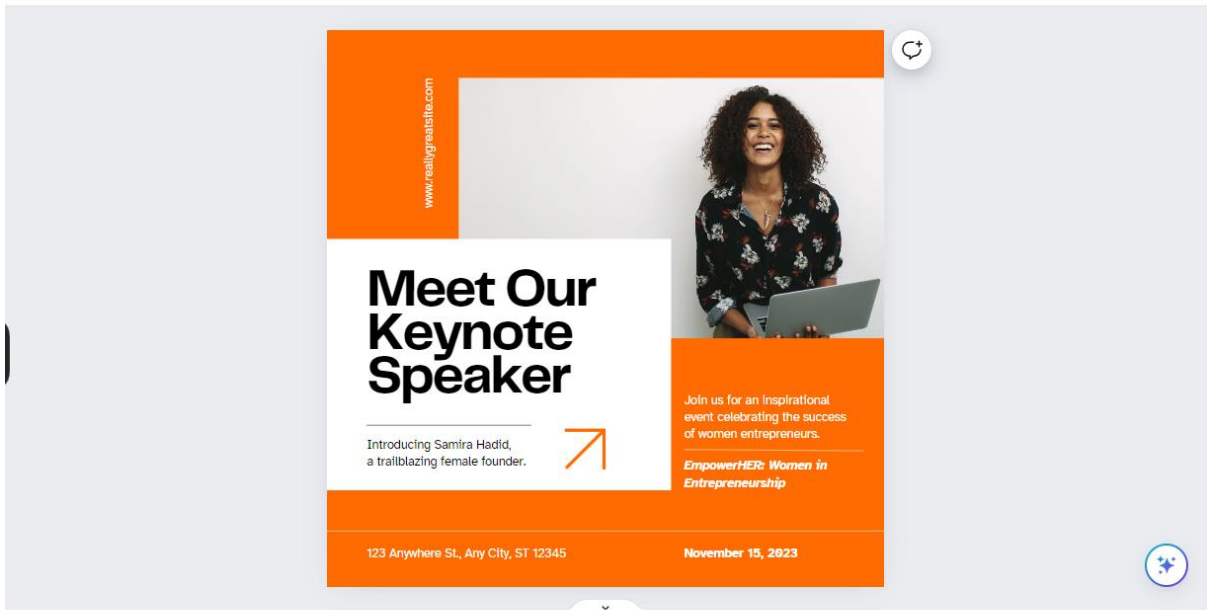 www.reallygreatsite.com
Meet Our
Keynote
Speaker
Introducing Samira Hadid,
a trailblazing female founder.
Join us for an inspirational
event celebrating the success
of women entrepreneurs.
EmpowerHER: Women in
Entrepreneurship
123 Anywhere St., Any City, ST 12345
November 15, 2023